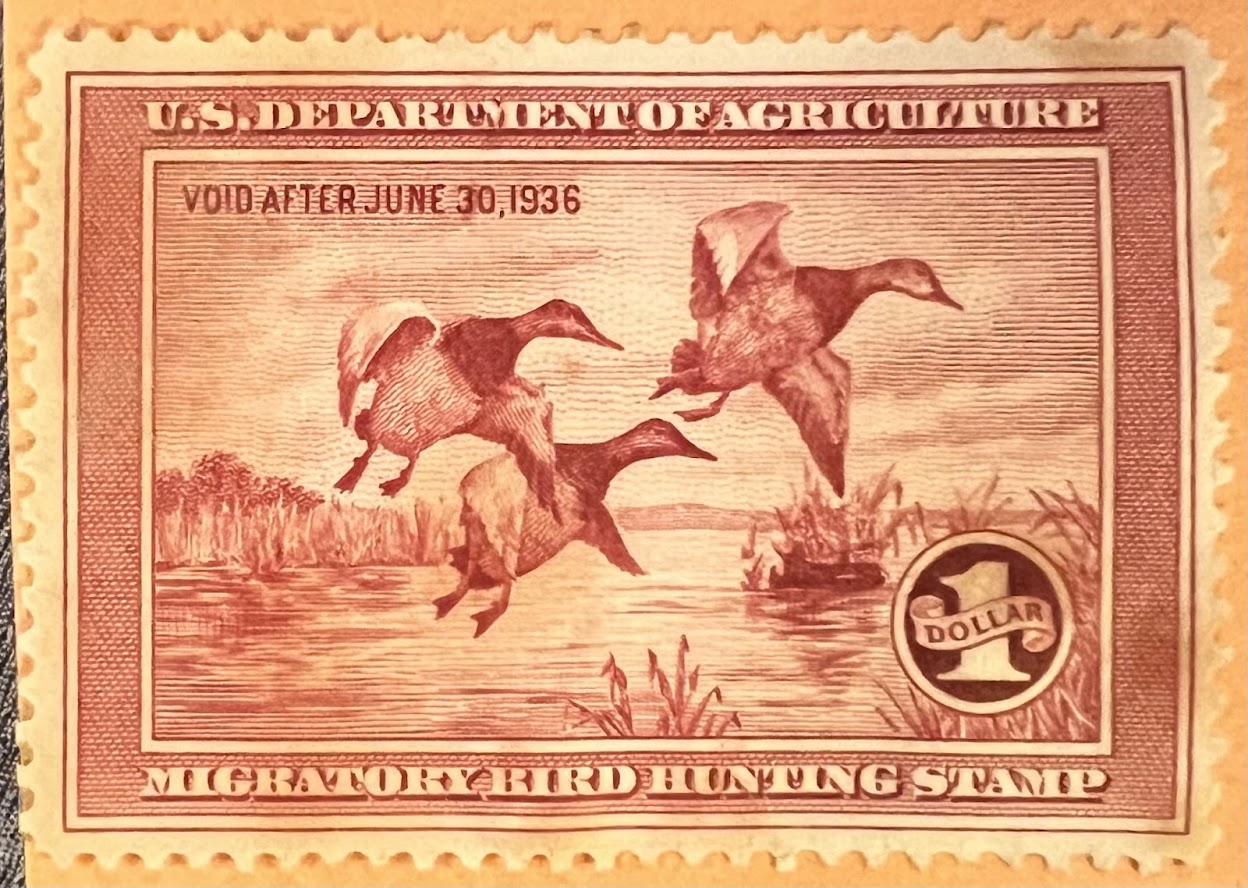 U.S. DEPARTMENT OF AGRICULTURE
VOID AFTER JUNE 30, 1936
1
DOLLAR
MIGRATORY BIRD HUNTING STAMP